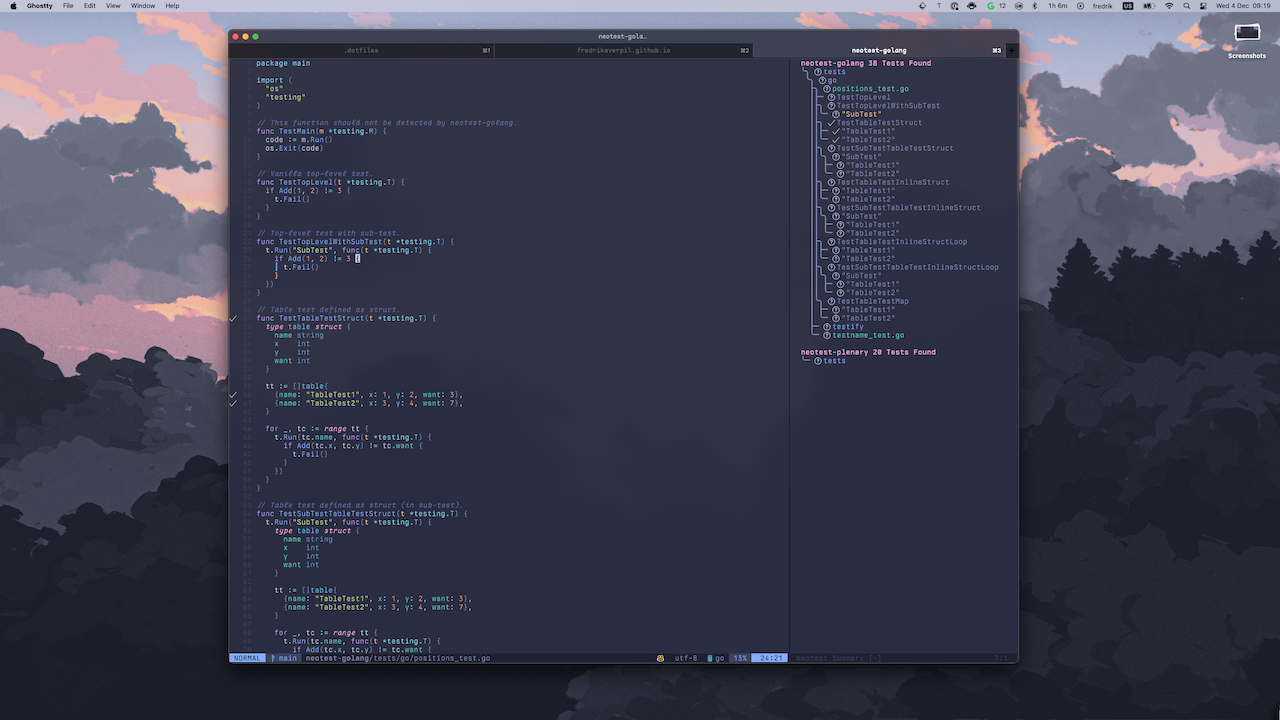 Ghostty File Edit View Window Help
12 1h 6m fredrik US Wed 4 Dec 09:19
Screenshots
neotest-gola…
.dotfiles ⌘1 fredrikaverpil.github.io ⌘2 neotest-golang ⌘3 +
package main
import (
"os"
"testing"
)
// This function should not be detected by neotest-golang.
func TestMain(m *testing.M) {
code := m.Run()
os.Exit(code)
}
// Vanilla top-level test.
func TestTopLevel(t *testing.T) {
if Add(1, 2) != 3 {
t.Fail()
}
}
// Top-level test with sub-test.
func TestTopLevelWithSubTest(t *testing.T) {
t.Run("SubTest", func(t *testing.T) {
if Add(1, 2) != 3 {
t.Fail()
}
})
}
// Table test defined as struct.
func TestTableTestStruct(t *testing.T) {
type table struct {
name string
x int
y int
want int
}
tt := []table{
{name: "TableTest1", x: 1, y: 2, want: 3},
{name: "TableTest2", x: 3, y: 4, want: 7},
}
for _, tc := range tt {
t.Run(tc.name, func(t *testing.T) {
if Add(tc.x, tc.y) != tc.want {
t.Fail()
}
})
}
}
// Table test defined as struct (in sub-test).
func TestSubTestTableTestStruct(t *testing.T) {
t.Run("SubTest", func(t *testing.T) {
type table struct {
name string
x int
y int
want int
}
tt := []table{
{name: "TableTest1", x: 1, y: 2, want: 3},
{name: "TableTest2", x: 3, y: 4, want: 7},
}
for _, tc := range tt {
t.Run(tc.name, func(t *testing.T) {
if Add(tc.x, tc.y) != tc.want {
NORMAL main neotest-golang/tests/go/positions_test.go utf-8 go 13% 24:21
neotest-golang 38 Tests Found
tests
go
positions_test.go
TestTopLevel
TestTopLevelWithSubTest
"SubTest"
TestTableTestStruct
"TableTest1"
"TableTest2"
TestSubTestTableTestStruct
"SubTest"
"TableTest1"
"TableTest2"
TestTableTestInlineStruct
"TableTest1"
"TableTest2"
TestSubTestTableTestInlineStruct
"SubTest"
"TableTest1"
"TableTest2"
TestTableTestInlineStructLoop
"TableTest1"
"TableTest2"
TestSubTestTableTestInlineStructLoop
"SubTest"
"TableTest1"
"TableTest2"
TestTableTestMap
"TableTest1"
"TableTest2"
testify
testname_test.go
neotest-plenary 20 Tests Found
tests
Neotest Summary [-] 7:1